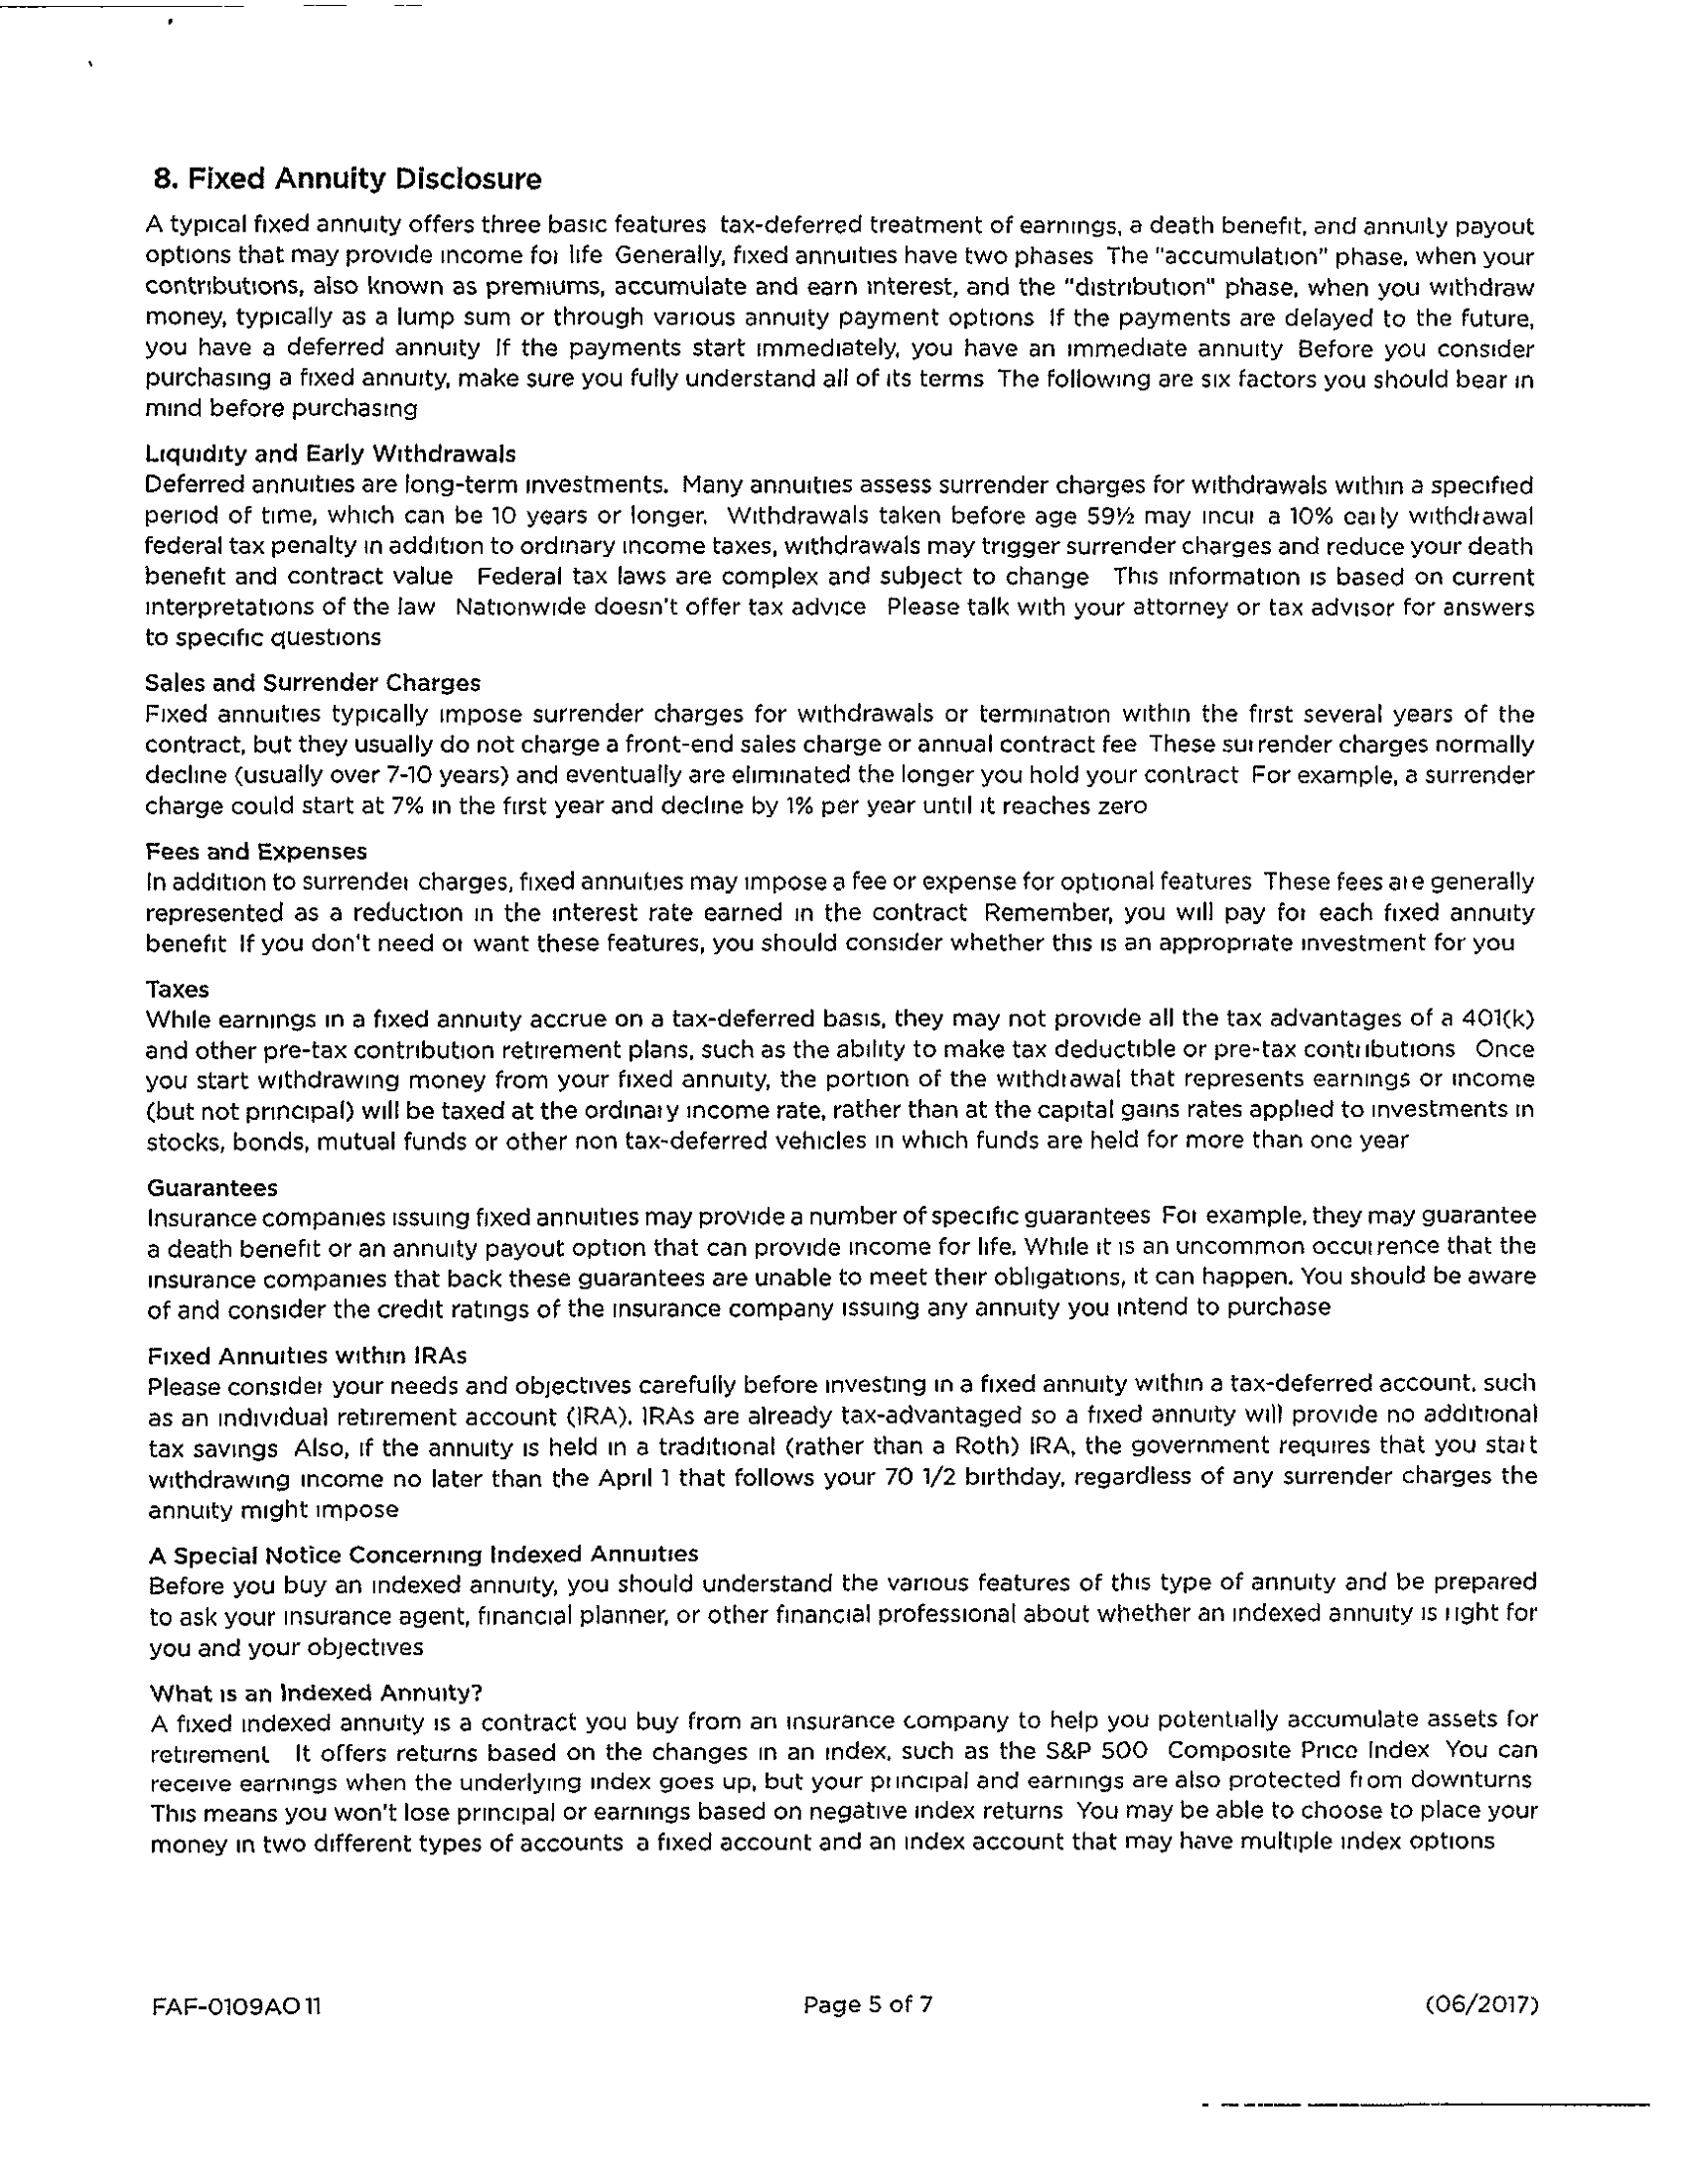 8. Fixed Annuity Disclosure
A typical fixed annuity offers three basic features tax-deferred treatment of earnings, a death benefit, and annuity payout
options that may provide income for life Generally, fixed annuities have two phases The "accumulation" phase, when your
contributions, also known as premiums, accumulate and earn interest, and the "distribution" phase, when you withdraw
money, typically as a lump sum or through various annuity payment options If the payments are delayed to the future,
you have a deferred annuity If the payments start immediately, you have an immediate annuity Before you consider
purchasing a fixed annuity, make sure you fully understand all of its terms The following are six factors you should bear in
mind before purchasing
Liquidity and Early Withdrawals
Deferred annuities are long-term investments. Many annuities assess surrender charges for withdrawals within a specified
period of time, which can be 10 years or longer. Withdrawals taken before age 59½ may incur a 10% early withdrawal
federal tax penalty in addition to ordinary income taxes, withdrawals may trigger surrender charges and reduce your death
benefit and contract value Federal tax laws are complex and subject to change This information is based on current
interpretations of the law Nationwide doesn't offer tax advice Please talk with your attorney or tax advisor for answers
to specific questions
Sales and Surrender Charges
Fixed annuities typically impose surrender charges for withdrawals or termination within the first several years of the
contract, but they usually do not charge a front-end sales charge or annual contract fee These surrender charges normally
decline (usually over 7-10 years) and eventually are eliminated the longer you hold your contract For example, a surrender
charge could start at 7% in the first year and decline by 1% per year until it reaches zero
Fees and Expenses
In addition to surrender charges, fixed annuities may impose a fee or expense for optional features These fees are generally
represented as a reduction in the interest rate earned in the contract Remember, you will pay for each fixed annuity
benefit If you don't need or want these features, you should consider whether this is an appropriate investment for you
Taxes
While earnings in a fixed annuity accrue on a tax-deferred basis, they may not provide all the tax advantages of a 401(k)
and other pre-tax contribution retirement plans, such as the ability to make tax deductible or pre-tax contributions Once
you start withdrawing money from your fixed annuity, the portion of the withdrawal that represents earnings or income
(but not principal) will be taxed at the ordinary income rate, rather than at the capital gains rates applied to investments in
stocks, bonds, mutual funds or other non tax-deferred vehicles in which funds are held for more than one year
Guarantees
Insurance companies issuing fixed annuities may provide a number of specific guarantees For example, they may guarantee
a death benefit or an annuity payout option that can provide income for life. While it is an uncommon occurrence that the
insurance companies that back these guarantees are unable to meet their obligations, it can happen. You should be aware
of and consider the credit ratings of the insurance company issuing any annuity you intend to purchase
Fixed Annuities within IRAs
Please consider your needs and objectives carefully before investing in a fixed annuity within a tax-deferred account, such
as an individual retirement account (IRA). IRAs are already tax-advantaged so a fixed annuity will provide no additional
tax savings Also, if the annuity is held in a traditional (rather than a Roth) IRA, the government requires that you start
withdrawing income no later than the April 1 that follows your 70 1/2 birthday, regardless of any surrender charges the
annuity might impose
A Special Notice Concerning Indexed Annuities
Before you buy an indexed annuity, you should understand the various features of this type of annuity and be prepared
to ask your insurance agent, financial planner, or other financial professional about whether an indexed annuity is right for
you and your objectives
What is an Indexed Annuity?
A fixed indexed annuity is a contract you buy from an insurance company to help you potentially accumulate assets for
retirement It offers returns based on the changes in an index, such as the S&P 500 Composite Price Index You can
receive earnings when the underlying index goes up, but your principal and earnings are also protected from downturns
This means you won't lose principal or earnings based on negative index returns You may be able to choose to place your
money in two different types of accounts a fixed account and an index account that may have multiple index options
FAF-0109AO 11 Page 5 of 7 (06/2017)